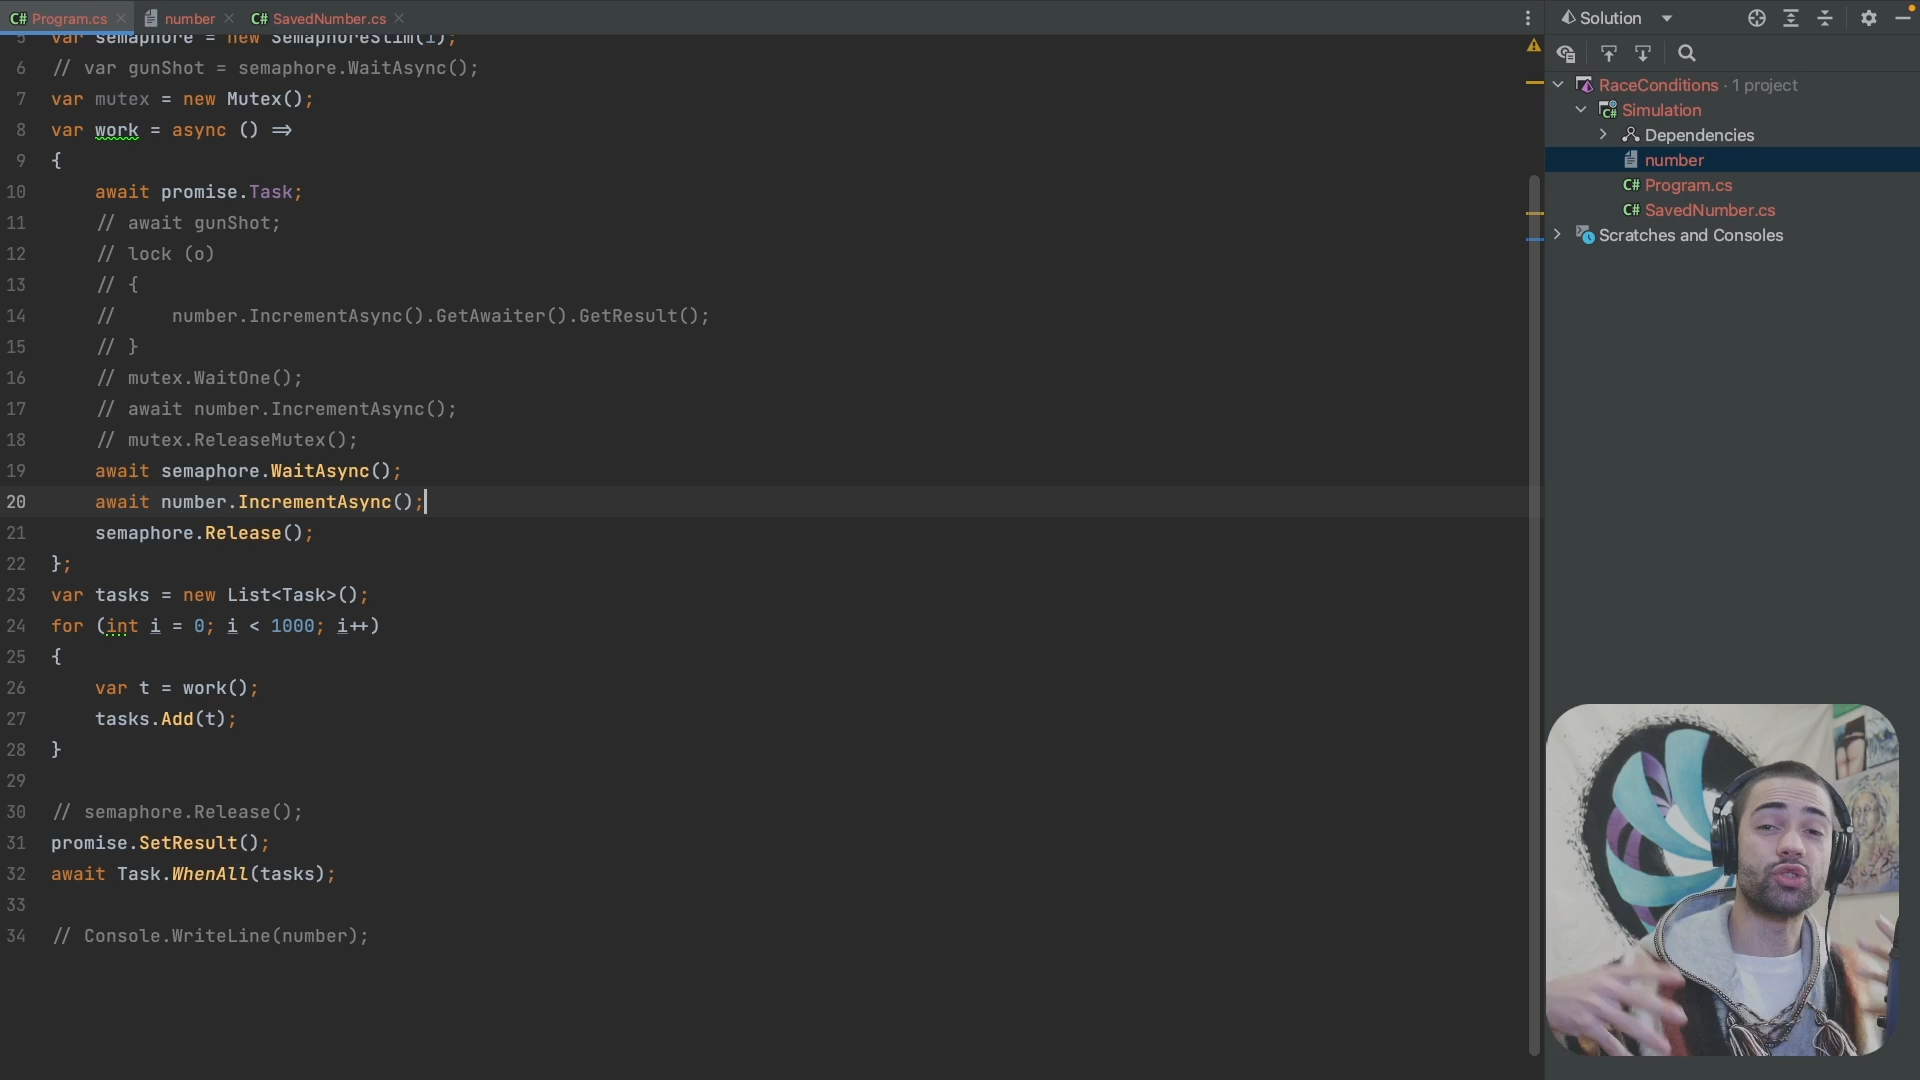 C# Program.cs
number
C# SavedNumber.cs
Solution
5 var semaphore = new SemaphoreSlim(1);
6 // var gunShot = semaphore.WaitAsync();
7 var mutex = new Mutex();
8 var work = async () =>
9 {
10 await promise.Task;
11 // await gunShot;
12 // lock (o)
13 // {
14 // number.IncrementAsync().GetAwaiter().GetResult();
15 // }
16 // mutex.WaitOne();
17 // await number.IncrementAsync();
18 // mutex.ReleaseMutex();
19 await semaphore.WaitAsync();
20 await number.IncrementAsync();
21 semaphore.Release();
22 };
23 var tasks = new List<Task>();
24 for (int i = 0; i < 1000; i++)
25 {
26 var t = work();
27 tasks.Add(t);
28 }
29
30 // semaphore.Release();
31 promise.SetResult();
32 await Task.WhenAll(tasks);
33
34 // Console.WriteLine(number);
RaceConditions · 1 project
C# Simulation
Dependencies
number
C# Program.cs
C# SavedNumber.cs
Scratches and Consoles